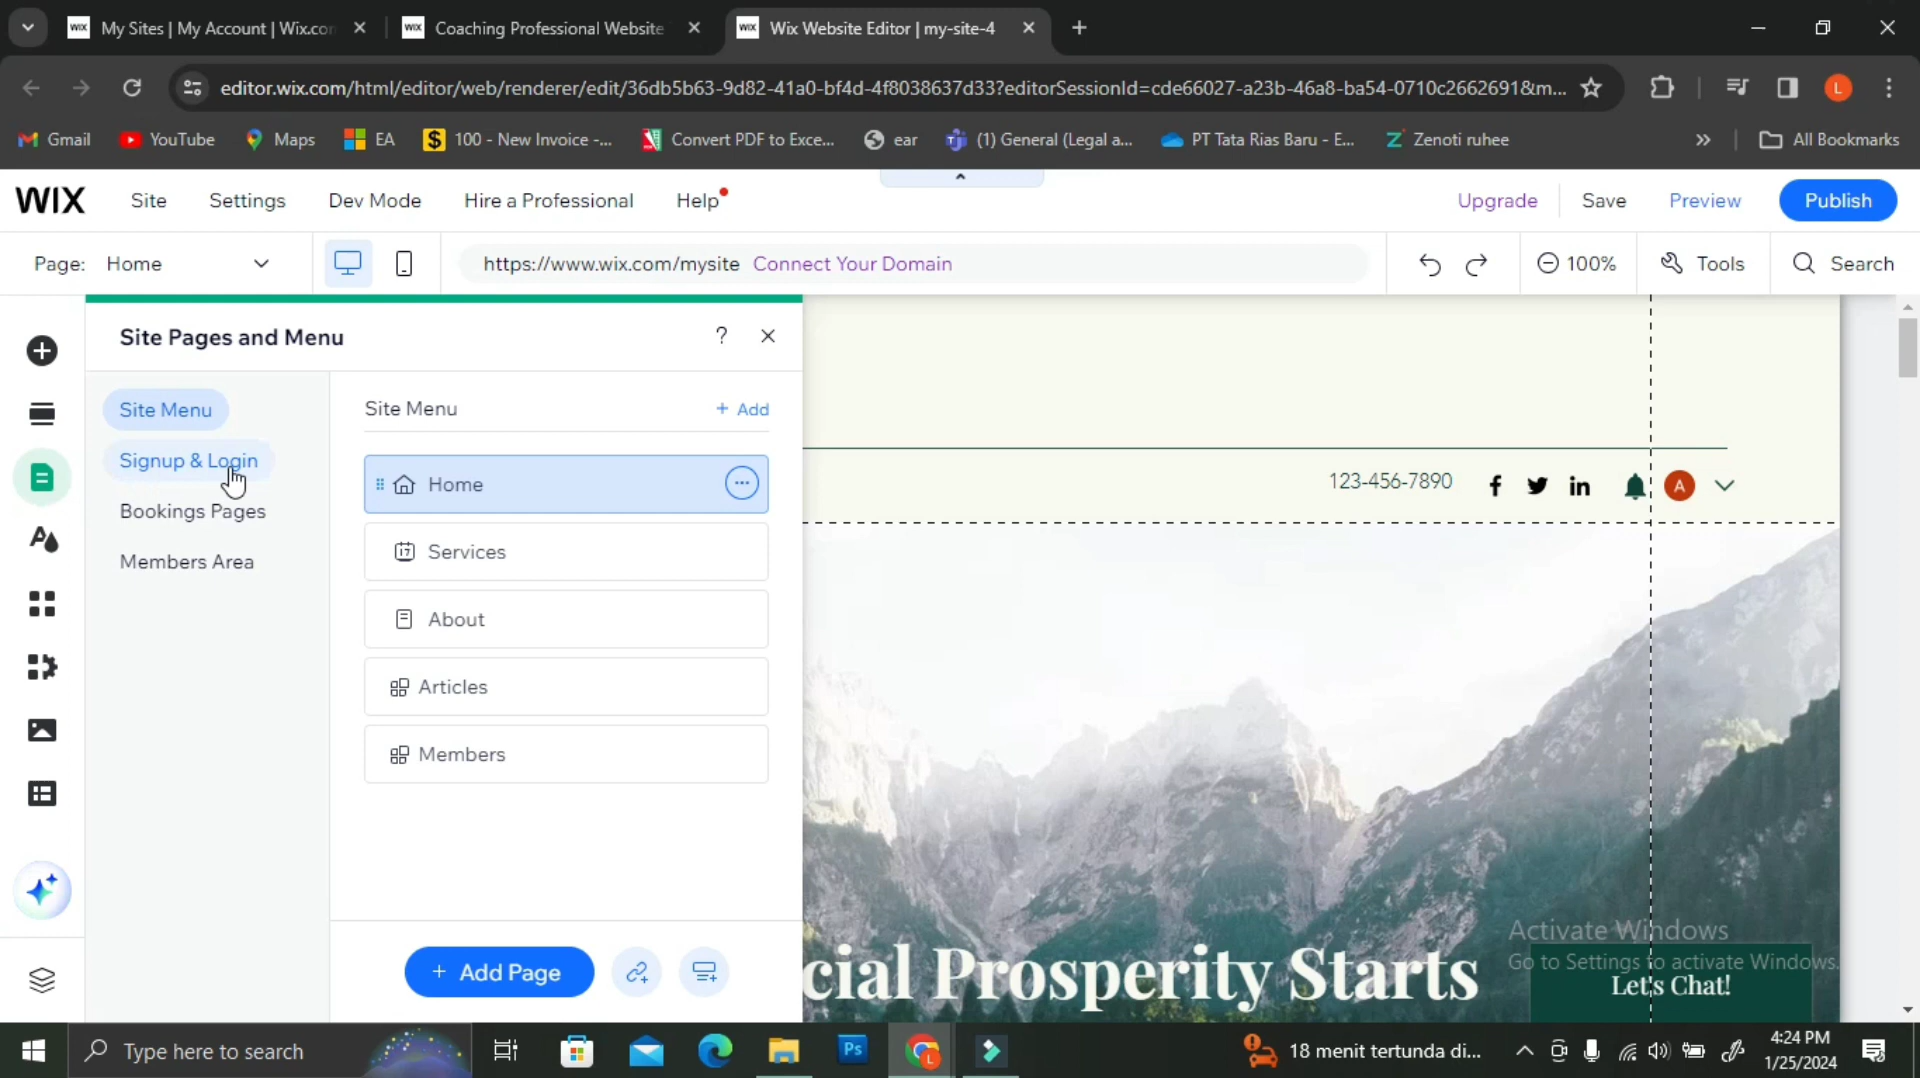 WIX My Sites | My Account | Wix.con
WIX Coaching Professional Website
WIX Wix Website Editor | my-site-4
editor.wix.com/html/editor/web/renderer/edit/36db5b63-9d82-41a0-bf4d-4f8038637d33?editorSessionId=cde66027-a23b-46a8-ba54-0710c2662691&m...
L
Gmail YouTube Maps EA 100 - New Invoice -... Convert PDF to Exce... ear (1) General (Legal a... PT Tata Rias Baru - E... Zenoti ruhee » All Bookmarks
WIX Site Settings Dev Mode Hire a Professional Help Upgrade Save Preview Publish
Page: Home https://www.wix.com/mysite Connect Your Domain 100% Tools Search
Site Pages and Menu ?
Site Menu
Signup & Login
Bookings Pages
Members Area
Site Menu + Add
Home
17 Services
About
Articles
Members
+ Add Page
123-456-7890 f in A
cial Prosperity Starts
Activate Windows
Go to Settings to activate Windows.
Let's Chat!
Type here to search
Ps
L
18 menit tertunda di...
4:24 PM
1/25/2024